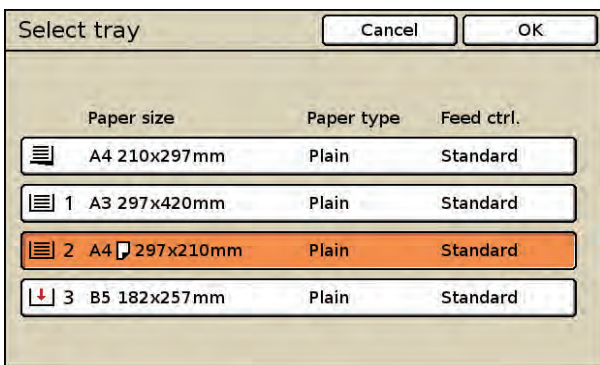 Select tray Cancel OK
Paper size Paper type Feed ctrl.
A4 210x297mm Plain Standard
1 A3 297x420mm Plain Standard
2 A4 297x210mm Plain Standard
3 B5 182x257mm Plain Standard